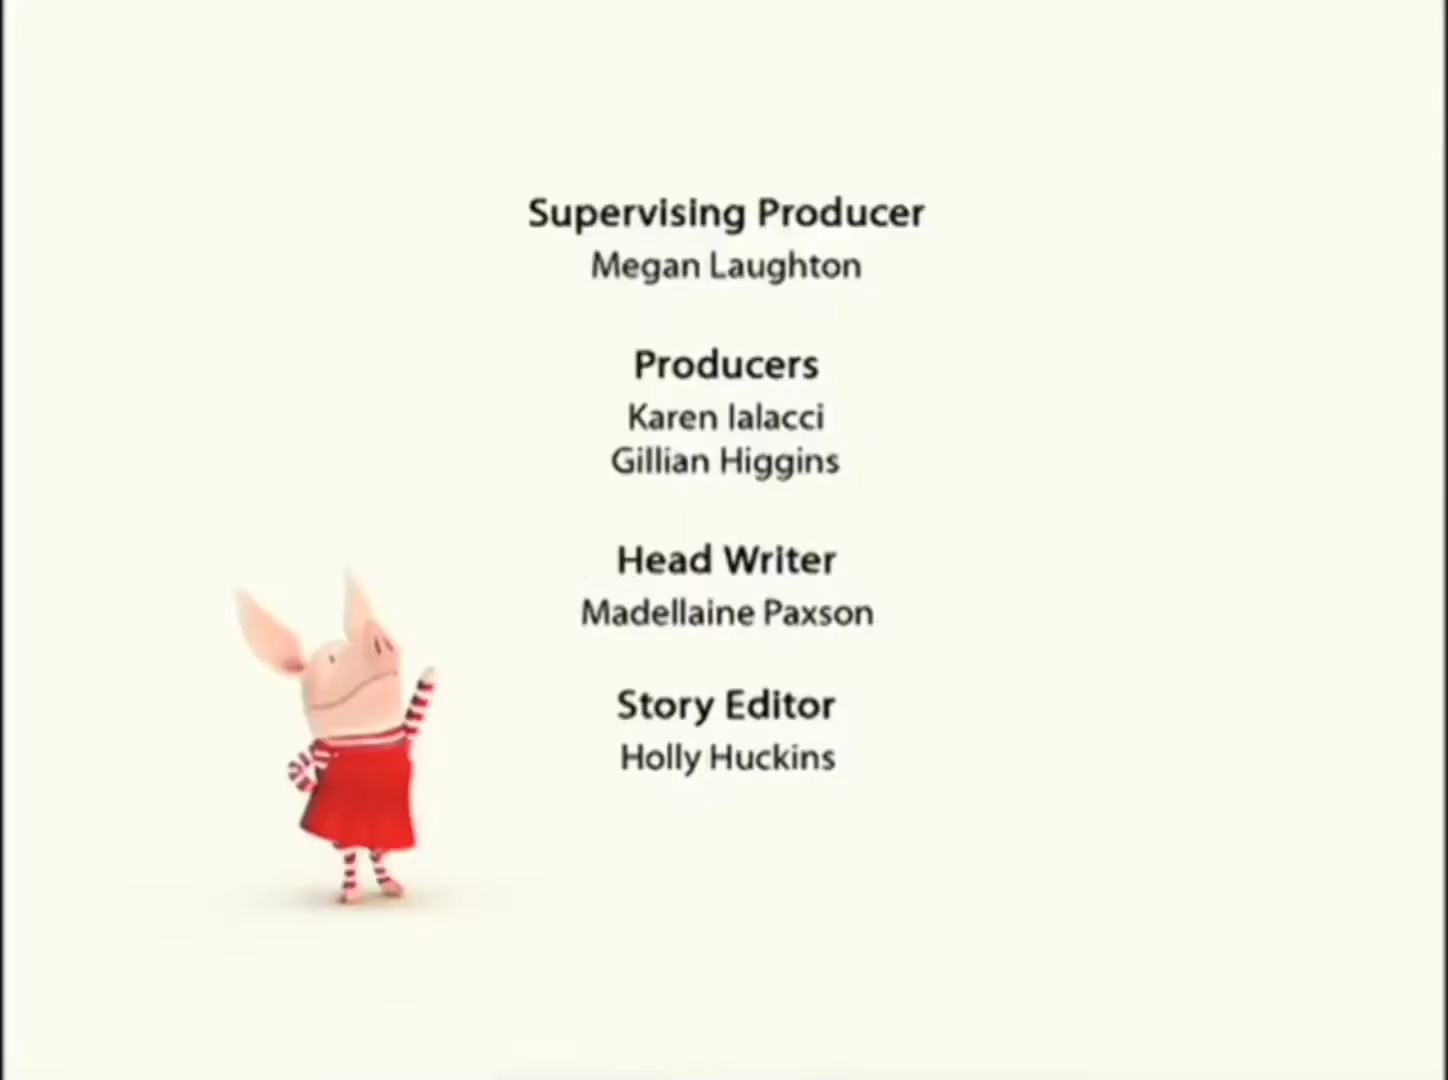 Supervising Producer
Megan Laughton
Producers
Karen Ialacci
Gillian Higgins
Head Writer
Madellaine Paxson
Story Editor
Holly Huckins